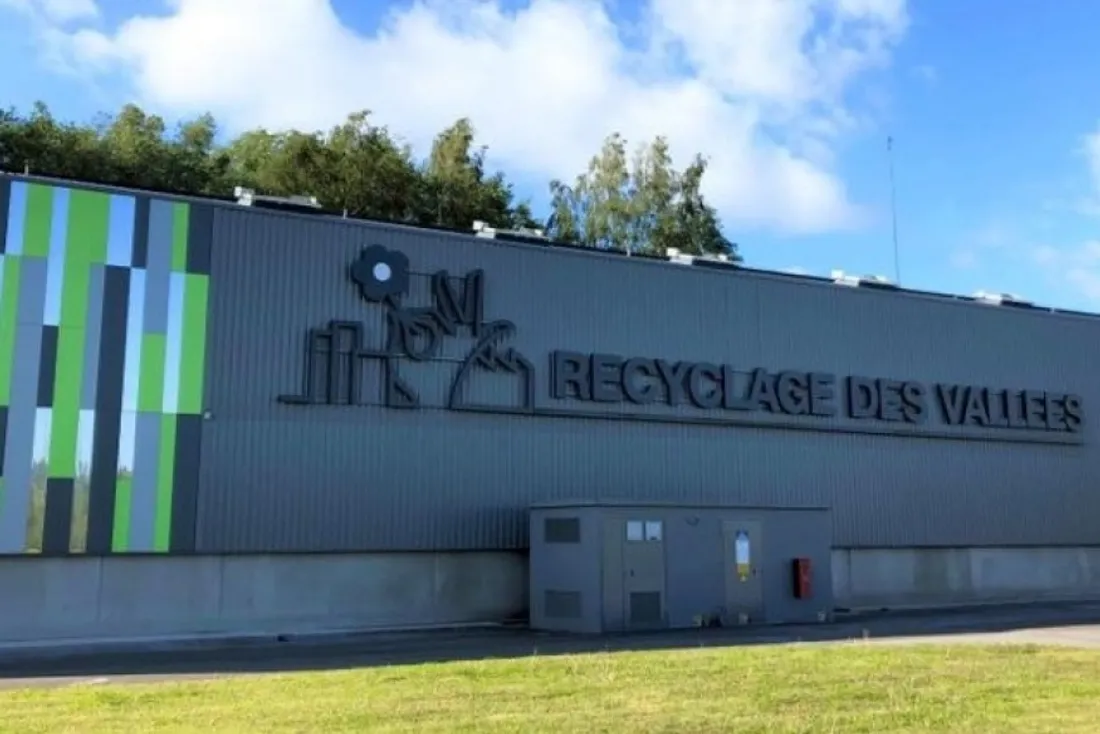 RECYCLAGE DES VALLEES